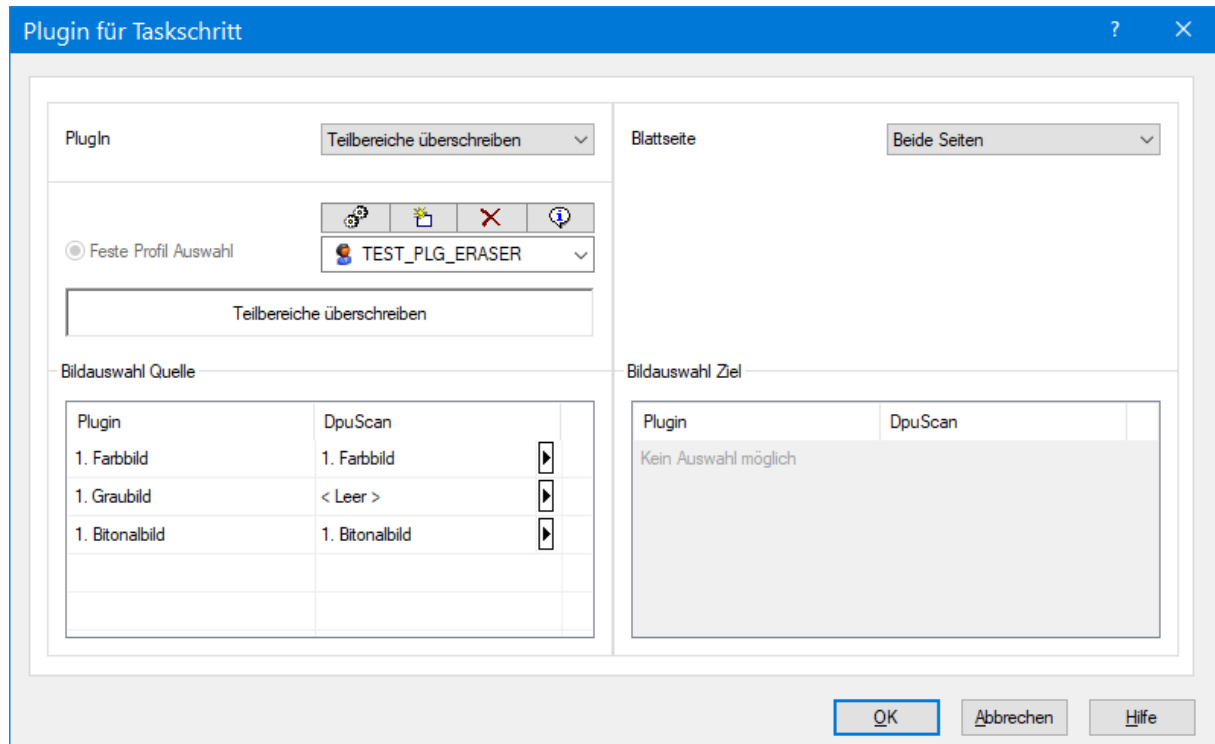 Plugin für Taskschritt
PlugIn
Teilbereiche überschreiben
Blattseite
Beide Seiten
Feste Profil Auswahl
TEST_PLG_ERASER
Teilbereiche überschreiben
Bildauswahl Quelle
Plugin DpuScan
1. Farbbild 1. Farbbild
1. Graubild < Leer >
1. Bitonalbild 1. Bitonalbild
Bildauswahl Ziel
Plugin DpuScan
Kein Auswahl möglich
OK
Abbrechen
Hilfe